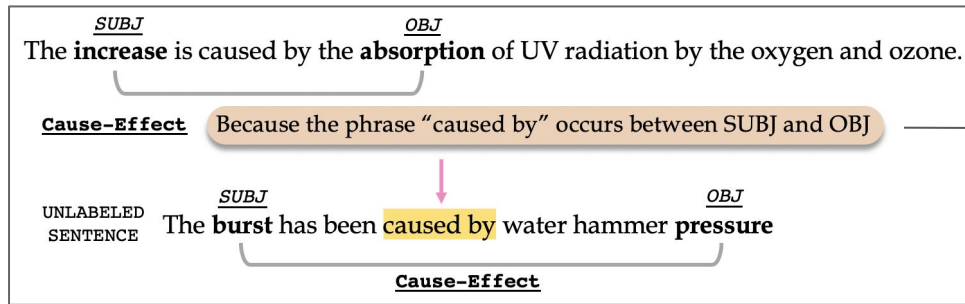 SUBJ OBJ
The increase is caused by the absorption of UV radiation by the oxygen and ozone.
Cause-Effect Because the phrase “caused by” occurs between SUBJ and OBJ
SUBJ OBJ
UNLABELED
SENTENCE
The burst has been caused by water hammer pressure
Cause-Effect